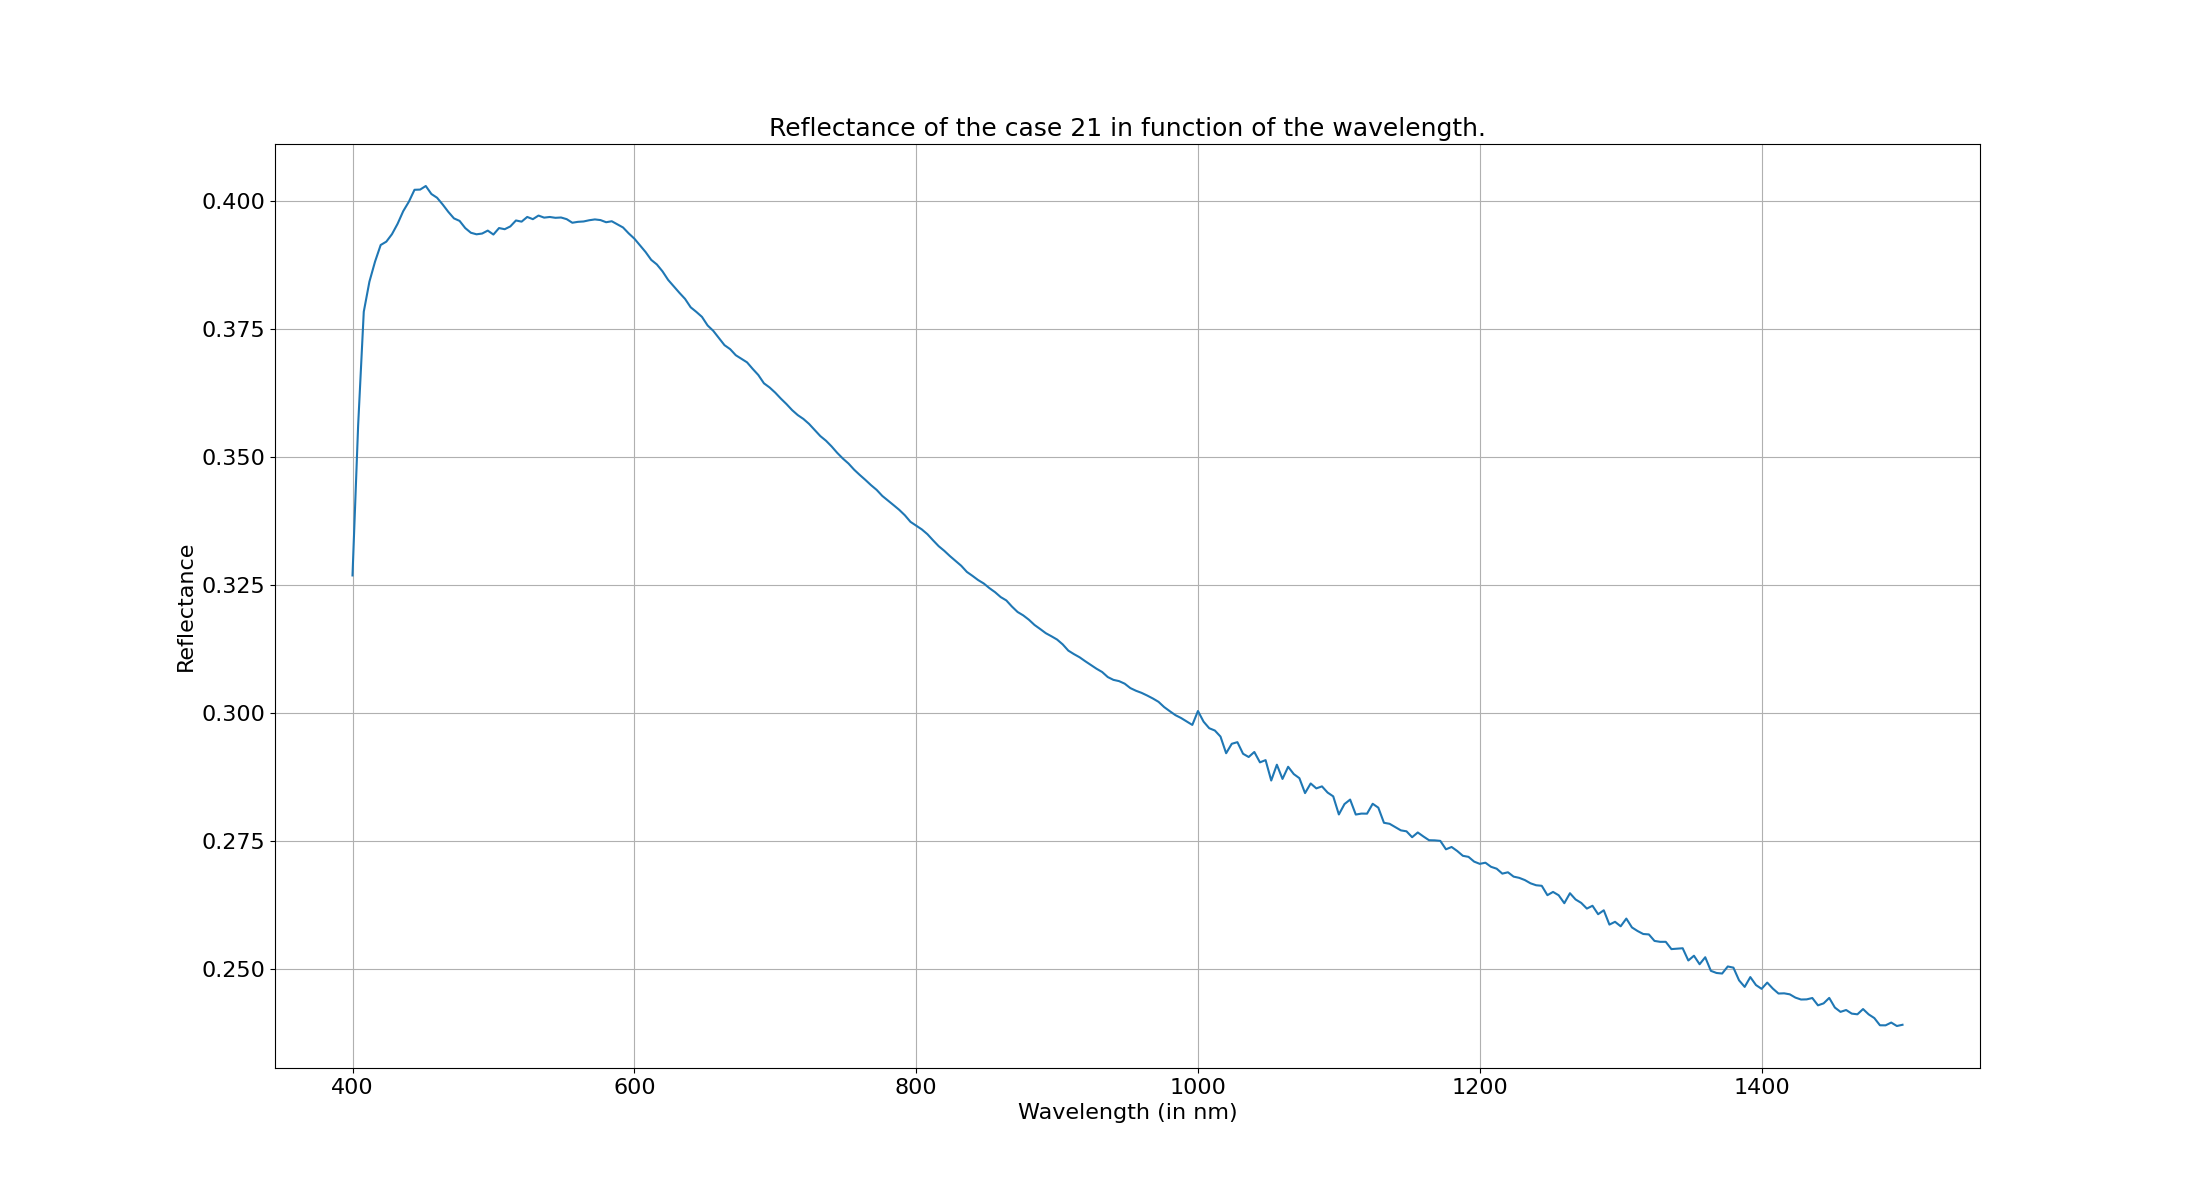 Reflectance of the case 21 in function of the wavelength.
0.400
0.375
0.350
0.325
0.300
0.275
0.250
Reflectance
400 600 800 1000 1200 1400
Wavelength (in nm)